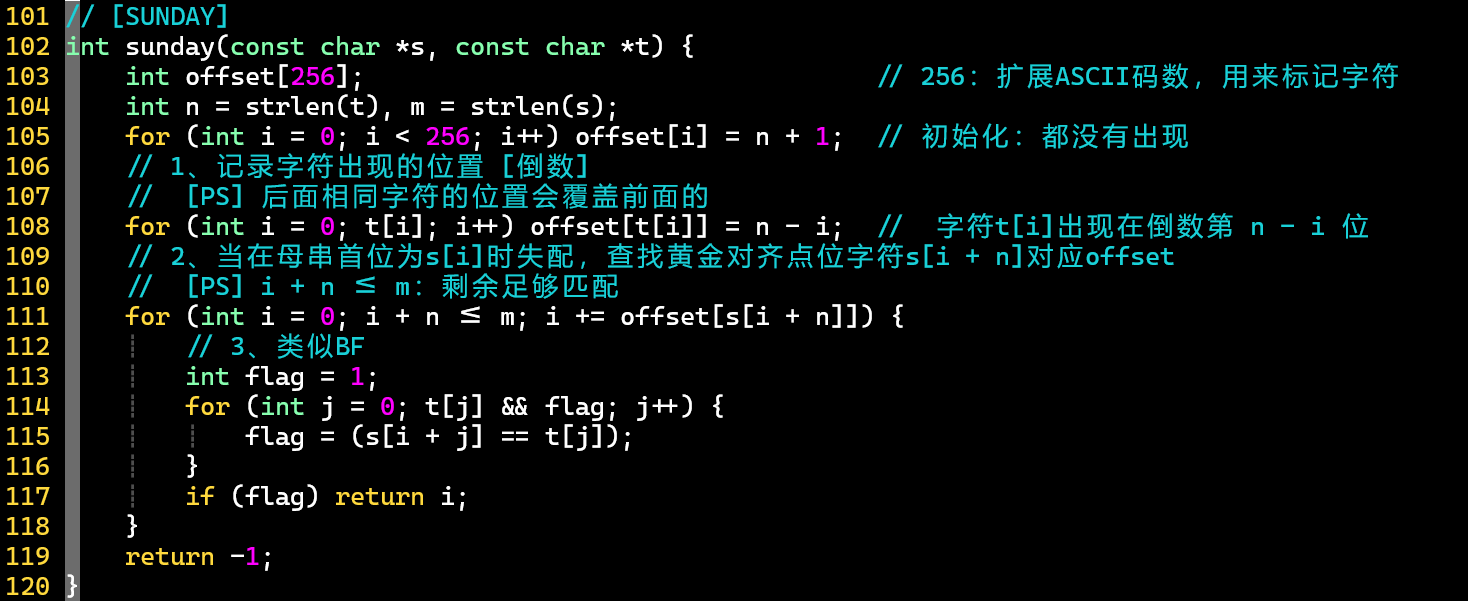 101 // [SUNDAY]
102 int sunday(const char *s, const char *t) {
103     int offset[256];                                  // 256：扩展ASCII码数，用来标记字符
104     int n = strlen(t), m = strlen(s);
105     for (int i = 0; i < 256; i++) offset[i] = n + 1;  // 初始化：都没有出现
106     // 1、记录字符出现的位置 [倒数]
107     //  [PS] 后面相同字符的位置会覆盖前面的
108     for (int i = 0; t[i]; i++) offset[t[i]] = n - i;  //  字符t[i]出现在倒数第 n - i 位
109     // 2、当在母串首位为s[i]时失配，查找黄金对齐点位字符s[i + n]对应offset
110     //  [PS] i + n ≤ m：剩余足够匹配
111     for (int i = 0; i + n ≤ m; i += offset[s[i + n]]) {
112         // 3、类似BF
113         int flag = 1;
114         for (int j = 0; t[j] && flag; j++) {
115             flag = (s[i + j] == t[j]);
116         }
117         if (flag) return i;
118     }
119     return -1;
120 }